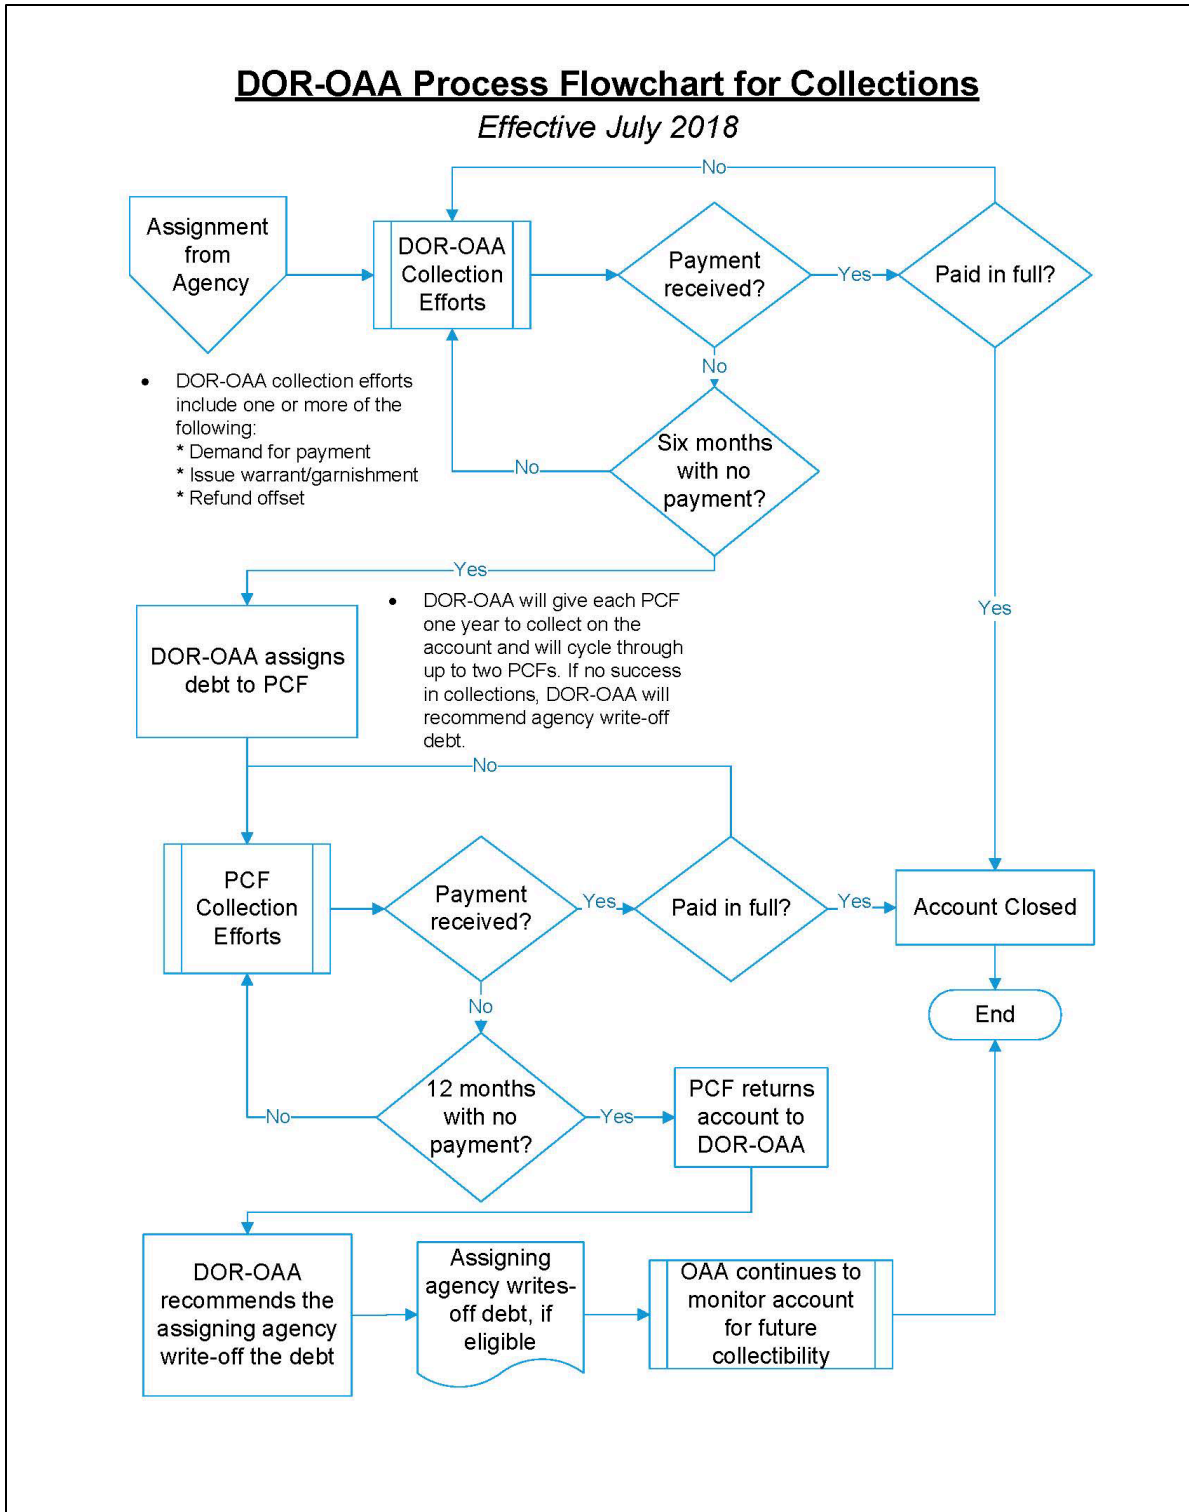 DOR-OAA Process Flowchart for Collections
Effective July 2018
No
Assignment
from
Agency
DOR-OAA
Collection
Efforts
Payment
received?
Yes
Paid in full?
No
• DOR-OAA collection efforts
include one or more of the
following:
* Demand for payment
* Issue warrant/garnishment
* Refund offset
No
Six months
with no
payment?
Yes
Yes
DOR-OAA assigns
debt to PCF
• DOR-OAA will give each PCF
one year to collect on the
account and will cycle through
up to two PCFs. If no success
in collections, DOR-OAA will
recommend agency write-off
debt.
No
PCF
Collection
Efforts
Payment
received?
Yes
Paid in full?
Yes
Account Closed
No
End
No
12 months
with no
payment?
Yes
PCF returns
account to
DOR-OAA
DOR-OAA
recommends the
assigning agency
write-off the debt
Assigning
agency writes-
off debt, if
eligible
OAA continues to
monitor account
for future
collectibility